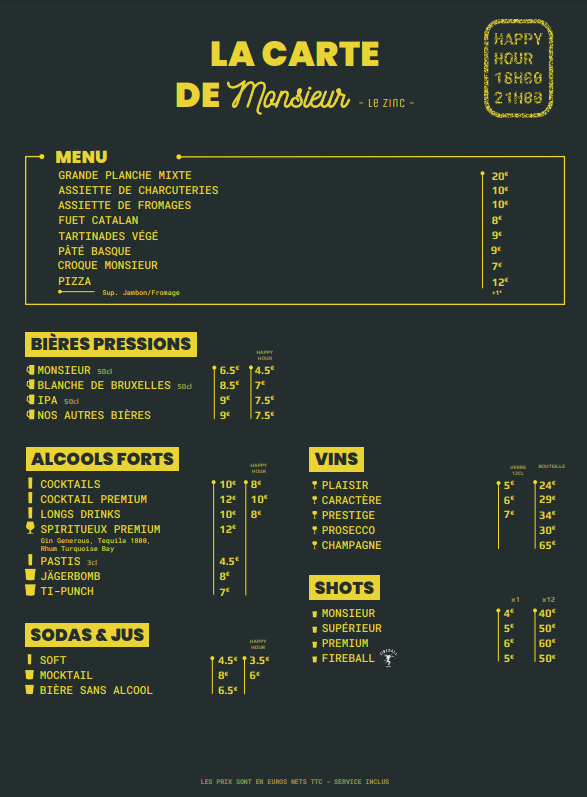 LA CARTE
DE Monsieur - LE ZINC -
HAPPY
HOUR
18H00
21H00
MENU
GRANDE PLANCHE MIXTE 20€
ASSIETTE DE CHARCUTERIES 10€
ASSIETTE DE FROMAGES 10€
FUET CATALAN 8€
TARTINADES VÉGÉ 9€
PÂTÉ BASQUE 9€
CROQUE MONSIEUR 7€
PIZZA 12€
Sup. Jambon/Fromage +1€
BIÈRES PRESSIONS
HAPPY
HOUR
MONSIEUR 50cl 6.5€ 4.5€
BLANCHE DE BRUXELLES 50cl 8.5€ 7€
IPA 50cl 9€ 7.5€
NOS AUTRES BIÈRES 9€ 7.5€
ALCOOLS FORTS
HAPPY
HOUR
COCKTAILS 10€ 8€
COCKTAIL PREMIUM 12€ 10€
LONGS DRINKS 10€ 8€
SPIRITUEUX PREMIUM 12€
Gin Generous, Tequila 1800,
Rhum Turquoise Bay
PASTIS 3cl 4.5€
JÄGERBOMB 8€
TI-PUNCH 7€
SODAS & JUS
HAPPY
HOUR
SOFT 4.5€ 3.5€
MOCKTAIL 8€ 6€
BIÈRE SANS ALCOOL 6.5€
VINS
VERRE
12CL
BOUTEILLE
PLAISIR 5€ 24€
CARACTÈRE 6€ 29€
PRESTIGE 7€ 34€
PROSECCO 30€
CHAMPAGNE 65€
SHOTS
x1 x12
MONSIEUR 4€ 40€
SUPÉRIEUR 5€ 50€
PREMIUM 6€ 60€
FIREBALL FIREBALL 5€ 50€
LES PRIX SONT EN EUROS NETS TTC - SERVICE INCLUS